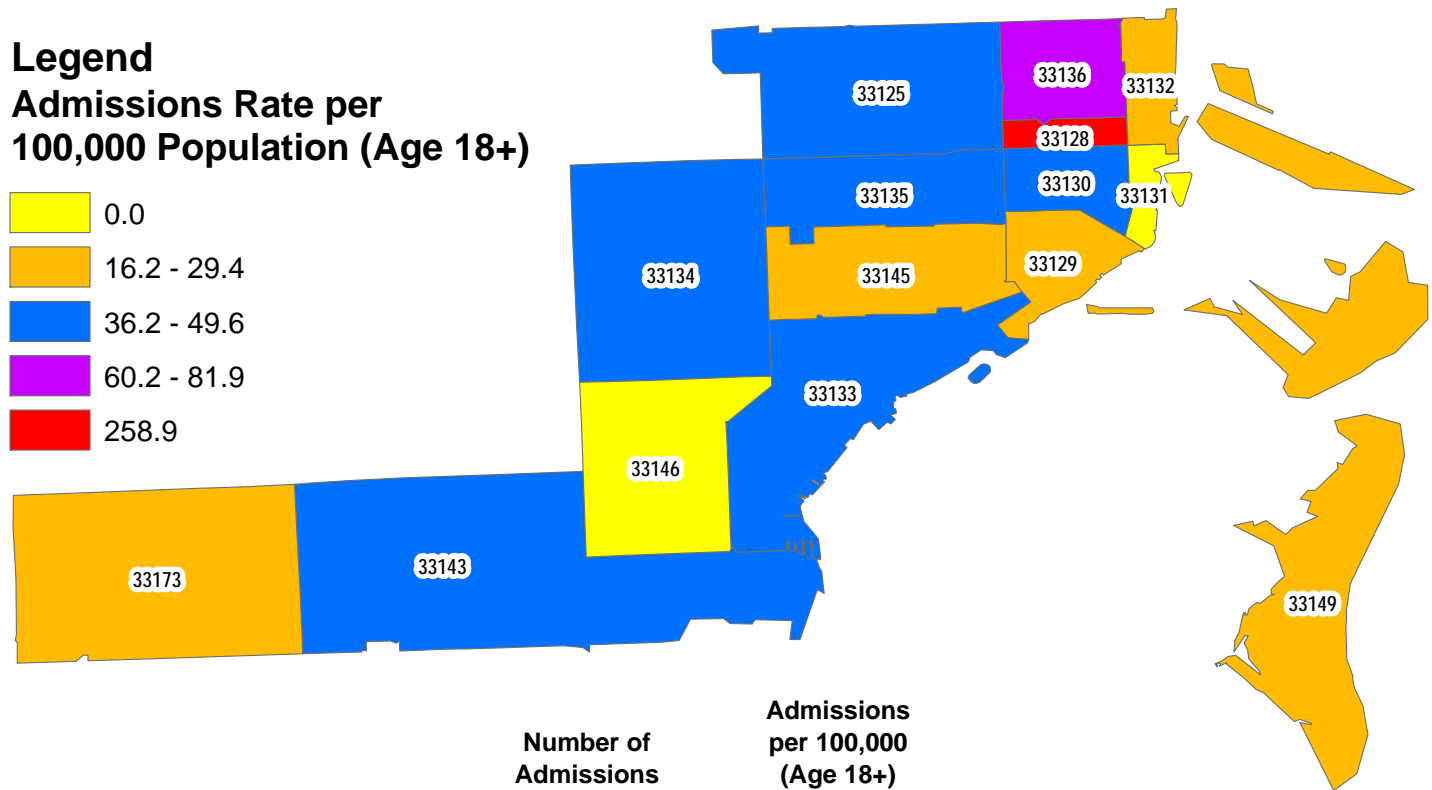 Legend
Admissions Rate per
100,000 Population (Age 18+)
0.0
16.2 - 29.4
36.2 - 49.6
60.2 - 81.9
258.9
33125
33136
33132
33128
33135
33130
33131
33134
33145
33129
33133
33146
33173
33143
33149
Number of
Admissions
Admissions
per 100,000
(Age 18+)